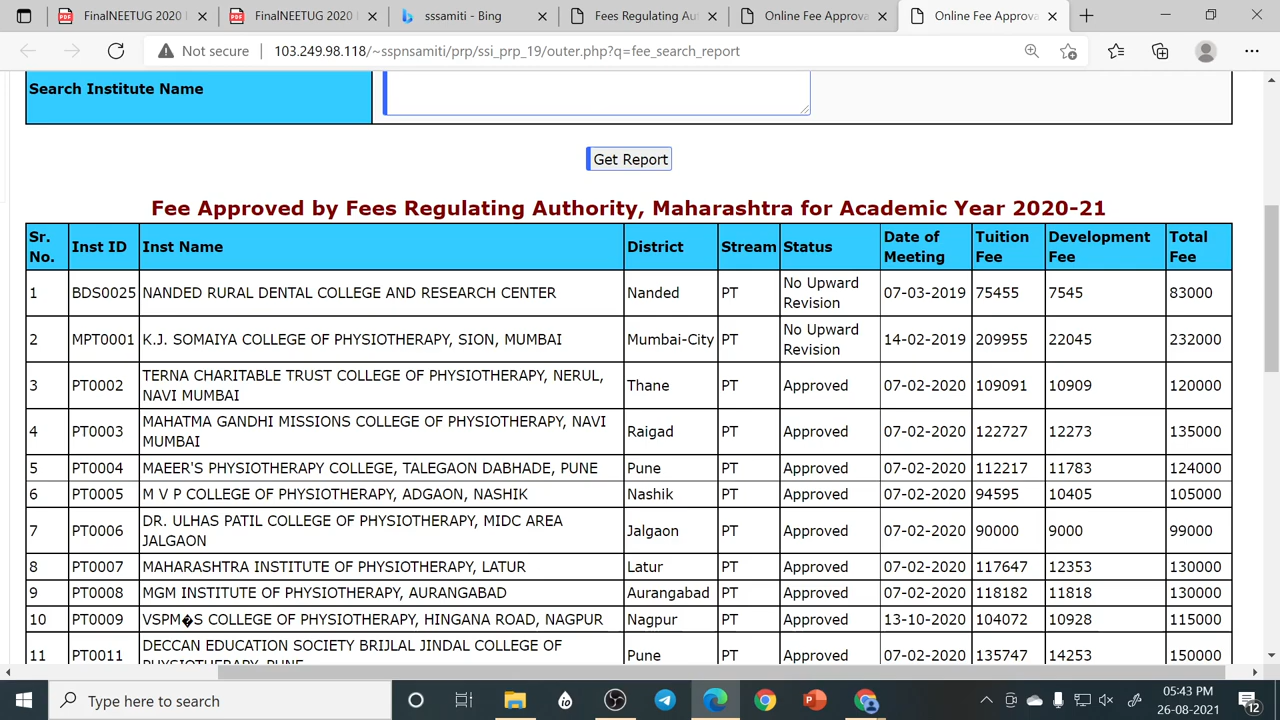 FinalNEETUG 2020
FinalNEETUG 2020
sssamiti - Bing
Fees Regulating Au
Online Fee Approva
Online Fee Approva
Not secure
103.249.98.118/~sspnsamiti/prp/ssi_prp_19/outer.php?q=fee_search_report
Search Institute Name
Get Report
Fee Approved by Fees Regulating Authority, Maharashtra for Academic Year 2020-21
Sr. No. Inst ID Inst Name District Stream Status Date of Meeting Tuition Fee Development Fee Total Fee
1 BDS0025 NANDED RURAL DENTAL COLLEGE AND RESEARCH CENTER Nanded PT No Upward Revision 07-03-2019 75455 7545 83000
2 MPT0001 K.J. SOMAIYA COLLEGE OF PHYSIOTHERAPY, SION, MUMBAI Mumbai-City PT No Upward Revision 14-02-2019 209955 22045 232000
3 PT0002 TERNA CHARITABLE TRUST COLLEGE OF PHYSIOTHERAPY, NERUL, NAVI MUMBAI Thane PT Approved 07-02-2020 109091 10909 120000
4 PT0003 MAHATMA GANDHI MISSIONS COLLEGE OF PHYSIOTHERAPY, NAVI MUMBAI Raigad PT Approved 07-02-2020 122727 12273 135000
5 PT0004 MAEER'S PHYSIOTHERAPY COLLEGE, TALEGAON DABHADE, PUNE Pune PT Approved 07-02-2020 112217 11783 124000
6 PT0005 M V P COLLEGE OF PHYSIOTHERAPY, ADGAON, NASHIK Nashik PT Approved 07-02-2020 94595 10405 105000
7 PT0006 DR. ULHAS PATIL COLLEGE OF PHYSIOTHERAPY, MIDC AREA JALGAON Jalgaon PT Approved 07-02-2020 90000 9000 99000
8 PT0007 MAHARASHTRA INSTITUTE OF PHYSIOTHERAPY, LATUR Latur PT Approved 07-02-2020 117647 12353 130000
9 PT0008 MGM INSTITUTE OF PHYSIOTHERAPY, AURANGABAD Aurangabad PT Approved 07-02-2020 118182 11818 130000
10 PT0009 VSPM�S COLLEGE OF PHYSIOTHERAPY, HINGANA ROAD, NAGPUR Nagpur PT Approved 13-10-2020 104072 10928 115000
11 PT0011 DECCAN EDUCATION SOCIETY BRIJLAL JINDAL COLLEGE OF PHYSIOTHERAPY, PUNE Pune PT Approved 07-02-2020 135747 14253 150000
Type here to search
05:43 PM
26-08-2021
12